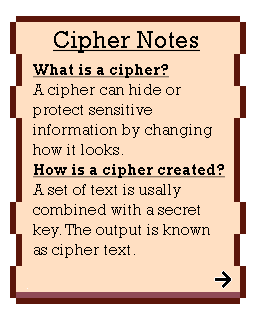 Cipher Notes
What is a cipher?
A cipher can hide or
protect sensitive
information by changing
how it looks.
How is a cipher created?
A set of text is usally
combined with a secret
key. The output is known
as cipher text.